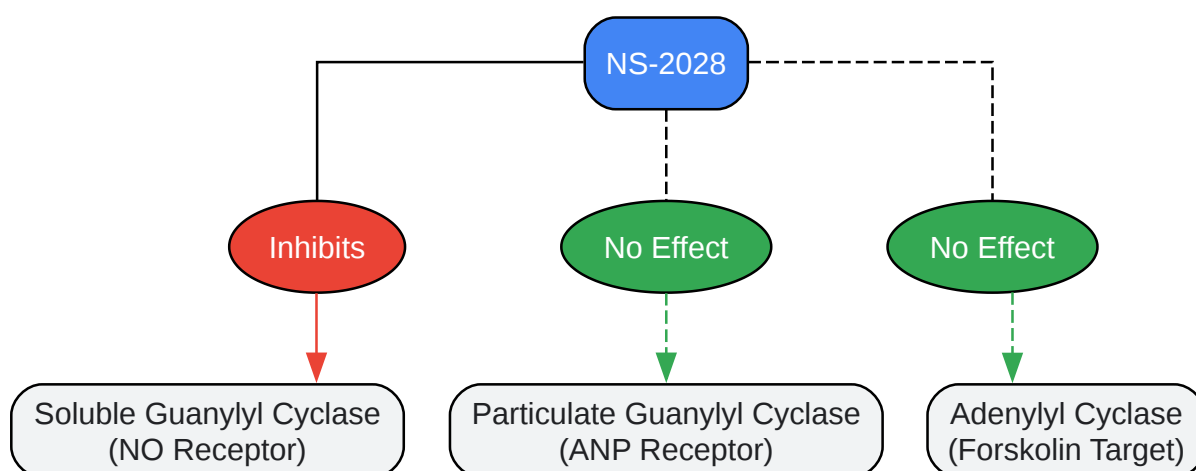 NS-2028
Inhibits
No Effect
No Effect
Soluble Guanylyl Cyclase
(NO Receptor)
Particulate Guanylyl Cyclase
(ANP Receptor)
Adenylyl Cyclase
(Forskolin Target)